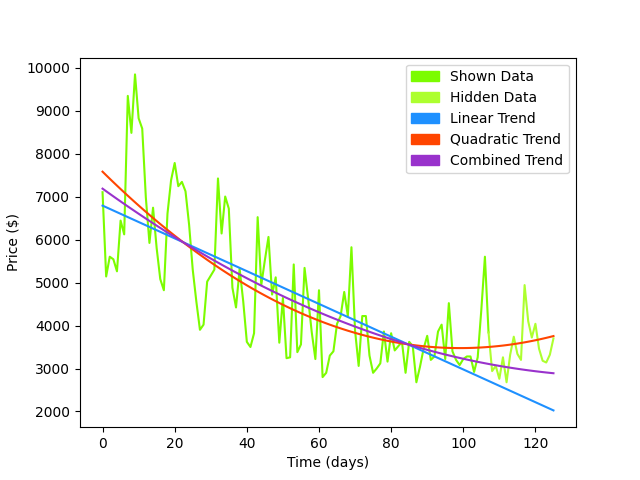 10000
9000
8000
7000
6000
5000
4000
3000
2000
Price ($)
0
20
40
60
80
100
120
Time (days)
Shown Data
Hidden Data
Linear Trend
Quadratic Trend
Combined Trend